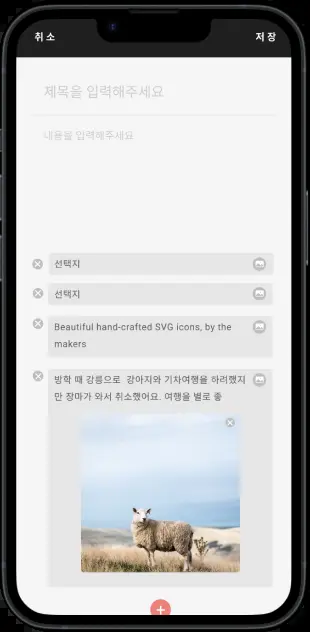 취소
저장
제목을 입력해주세요
내용을 입력해주세요
선택지
선택지
Beautiful hand-crafted SVG icons, by the
makers
방학 때 강릉으로 강아지와 기차여행을 하려했지
만 장마가 와서 취소했어요. 여행을 별로 좋